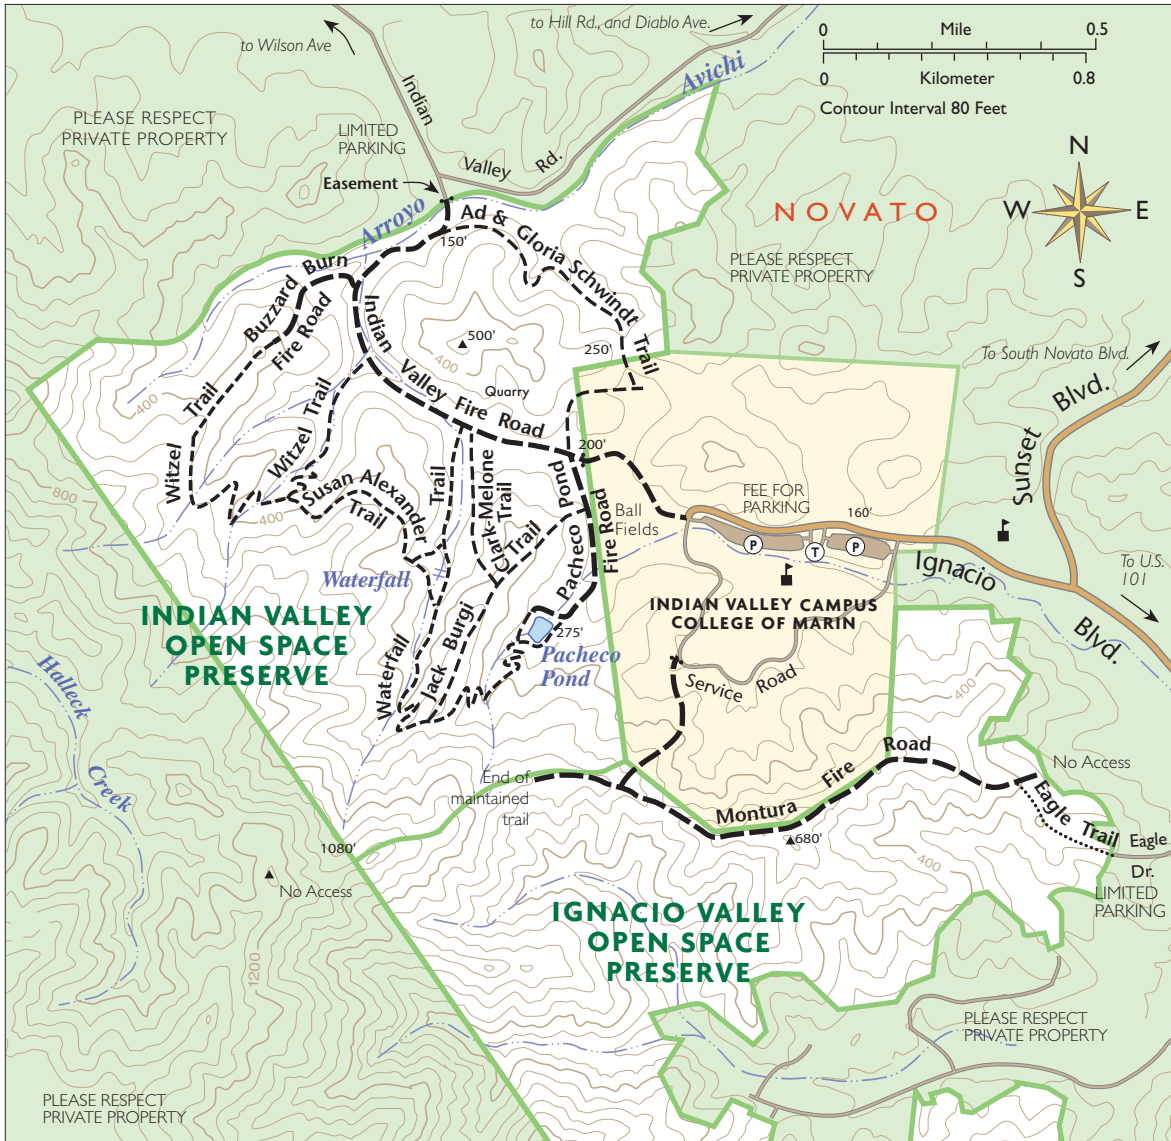 to Hill Rd., and Diablo Ave.
to Wilson Ave
0
Mile
0.5
0
Kilometer
0.8
Contour Interval 80 Feet
Avichi
Indian
PLEASE RESPECT
PRIVATE PROPERTY
LIMITED
PARKING
Valley Rd.
N
W
E
S
Easement
Arroyo
NOVATO
Ad & Gloria Schwindt Trail
150'
PLEASE RESPECT
PRIVATE PROPERTY
Buzzard Burn
Fire Road
Indian Valley Fire Road
500'
400
250'
Quarry
To South Novato Blvd.
Blvd.
Sunset
400
Trail
Witzel
Witzel Trail
200'
800
Susan Alexander
Trail
400
Trail
Clark-Melone
Trail
Trail
Pacheco Pond
Fire Road
Ball
Fields
FEE FOR
PARKING
160'
P
T
P
Ignacio
Blvd.
To U.S.
101
Waterfall
INDIAN VALLEY
OPEN SPACE
PRESERVE
INDIAN VALLEY CAMPUS
COLLEGE OF MARIN
275'
Pacheco
Pond
Jack Burgi
Waterfall
Service Road
400
Halleck
Creek
Road
No Access
End of
maintained
trail
Montura Fire
Eagle Trail
Eagle
Dr.
680'
400
1080'
No Access
LIMITED
PARKING
IGNACIO VALLEY
OPEN SPACE
PRESERVE
1200
PLEASE RESPECT
PRIVATE PROPERTY
PLEASE RESPECT
PRIVATE PROPERTY